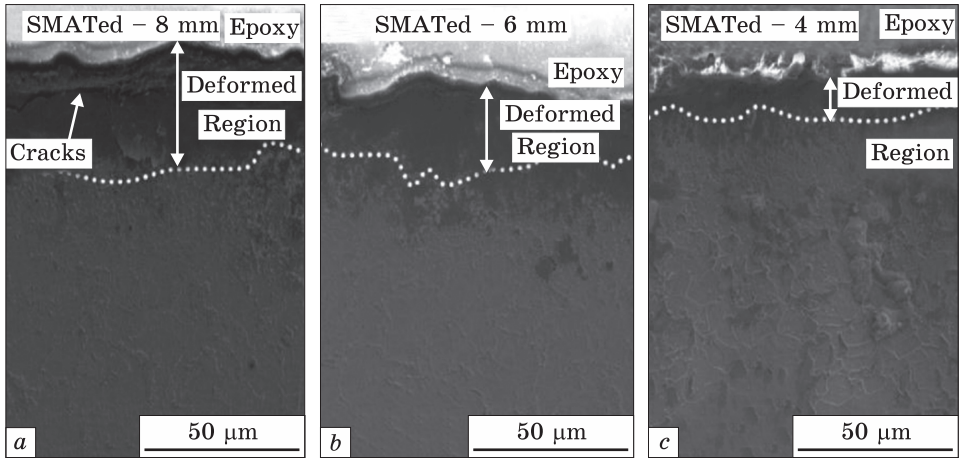 SMATed – 8 mm
Epoxy
Deformed
Region
Cracks
50 μm
a
SMATed – 6 mm
Epoxy
Deformed
Region
50 μm
b
SMATed – 4 mm
Epoxy
Deformed
Region
50 μm
c